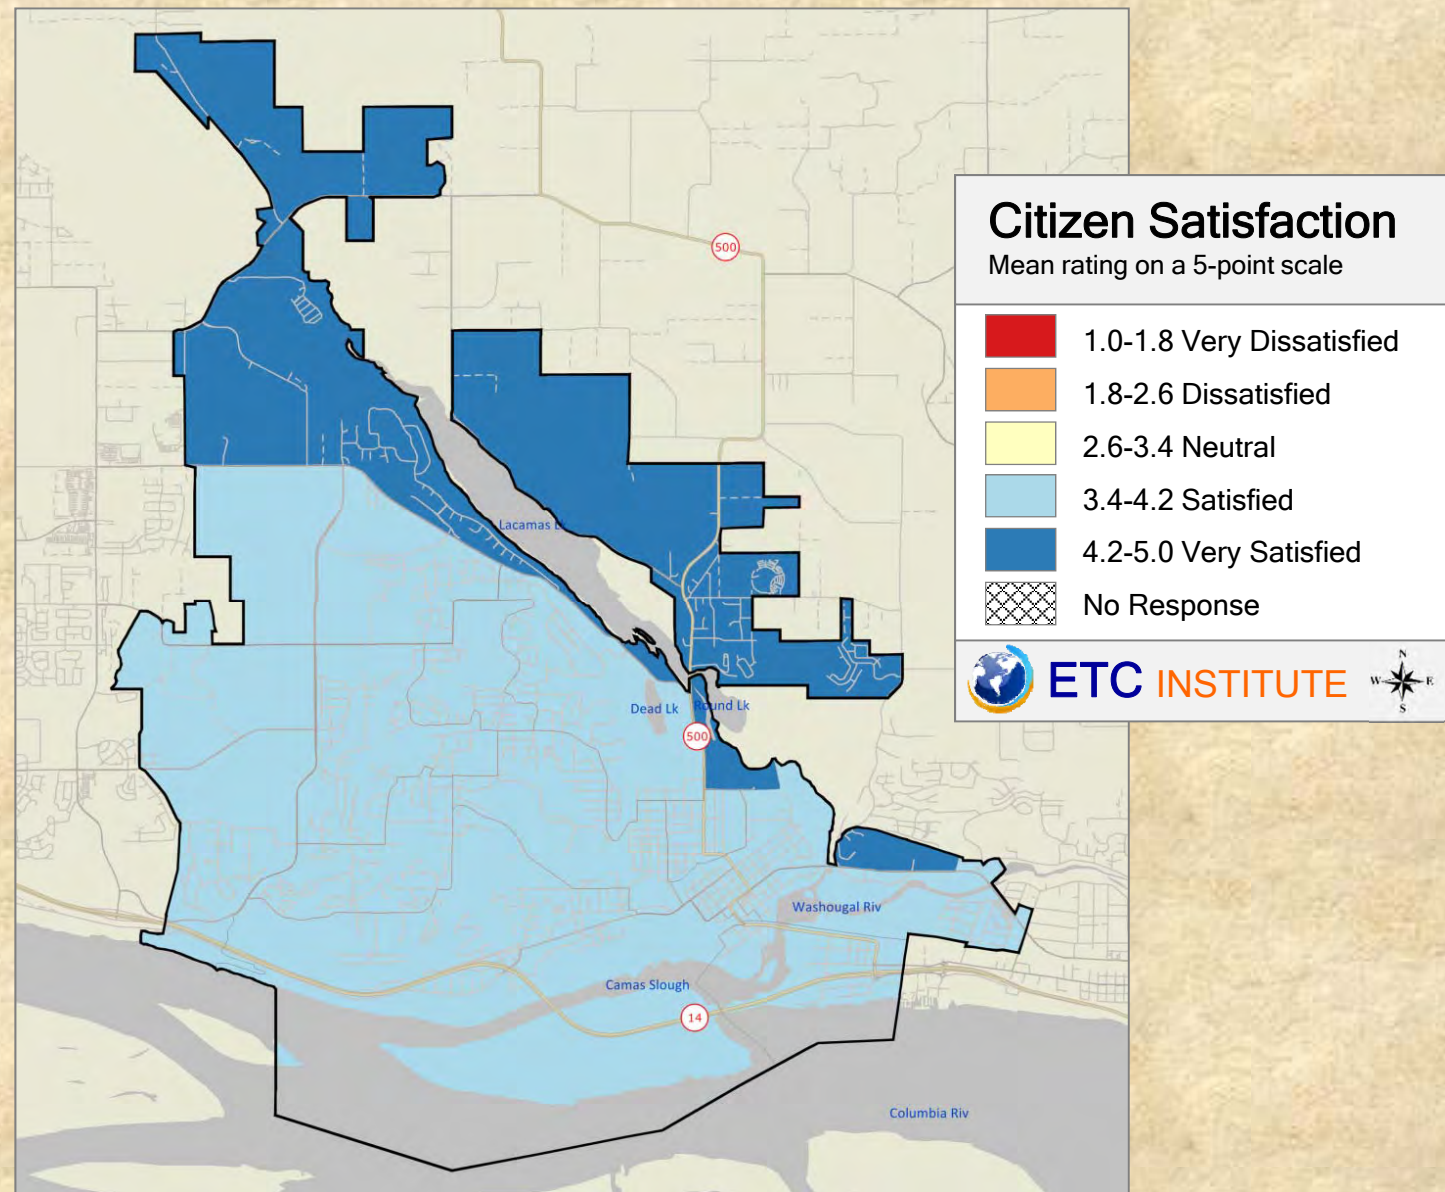 500
Citizen Satisfaction
Mean rating on a 5-point scale
1.0-1.8 Very Dissatisfied
1.8-2.6 Dissatisfied
2.6-3.4 Neutral
3.4-4.2 Satisfied
4.2-5.0 Very Satisfied
No Response
ETC INSTITUTE
N
W E
S
Lacamas Lk
Dead Lk
Round Lk
500
Washougal Riv
Camas Slough
14
Columbia Riv